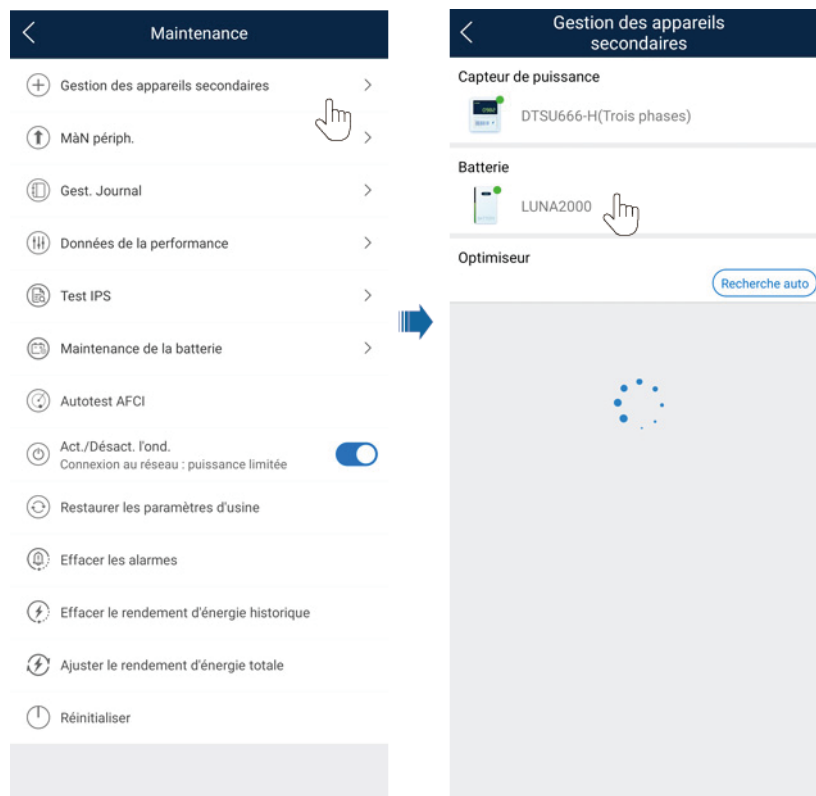 Maintenance
Gestion des appareils secondaires
MàN périph.
Gest. Journal
Données de la performance
Test IPS
Maintenance de la batterie
Autotest AFCI
Act./Désact. l'ond.
Connexion au réseau : puissance limitée
Restaurer les paramètres d'usine
Effacer les alarmes
Effacer le rendement d'énergie historique
Ajuster le rendement d'énergie totale
Réinitialiser
Gestion des appareils
secondaires
Capteur de puissance
DTSU666-H(Trois phases)
Batterie
LUNA2000
Optimiseur
Recherche auto